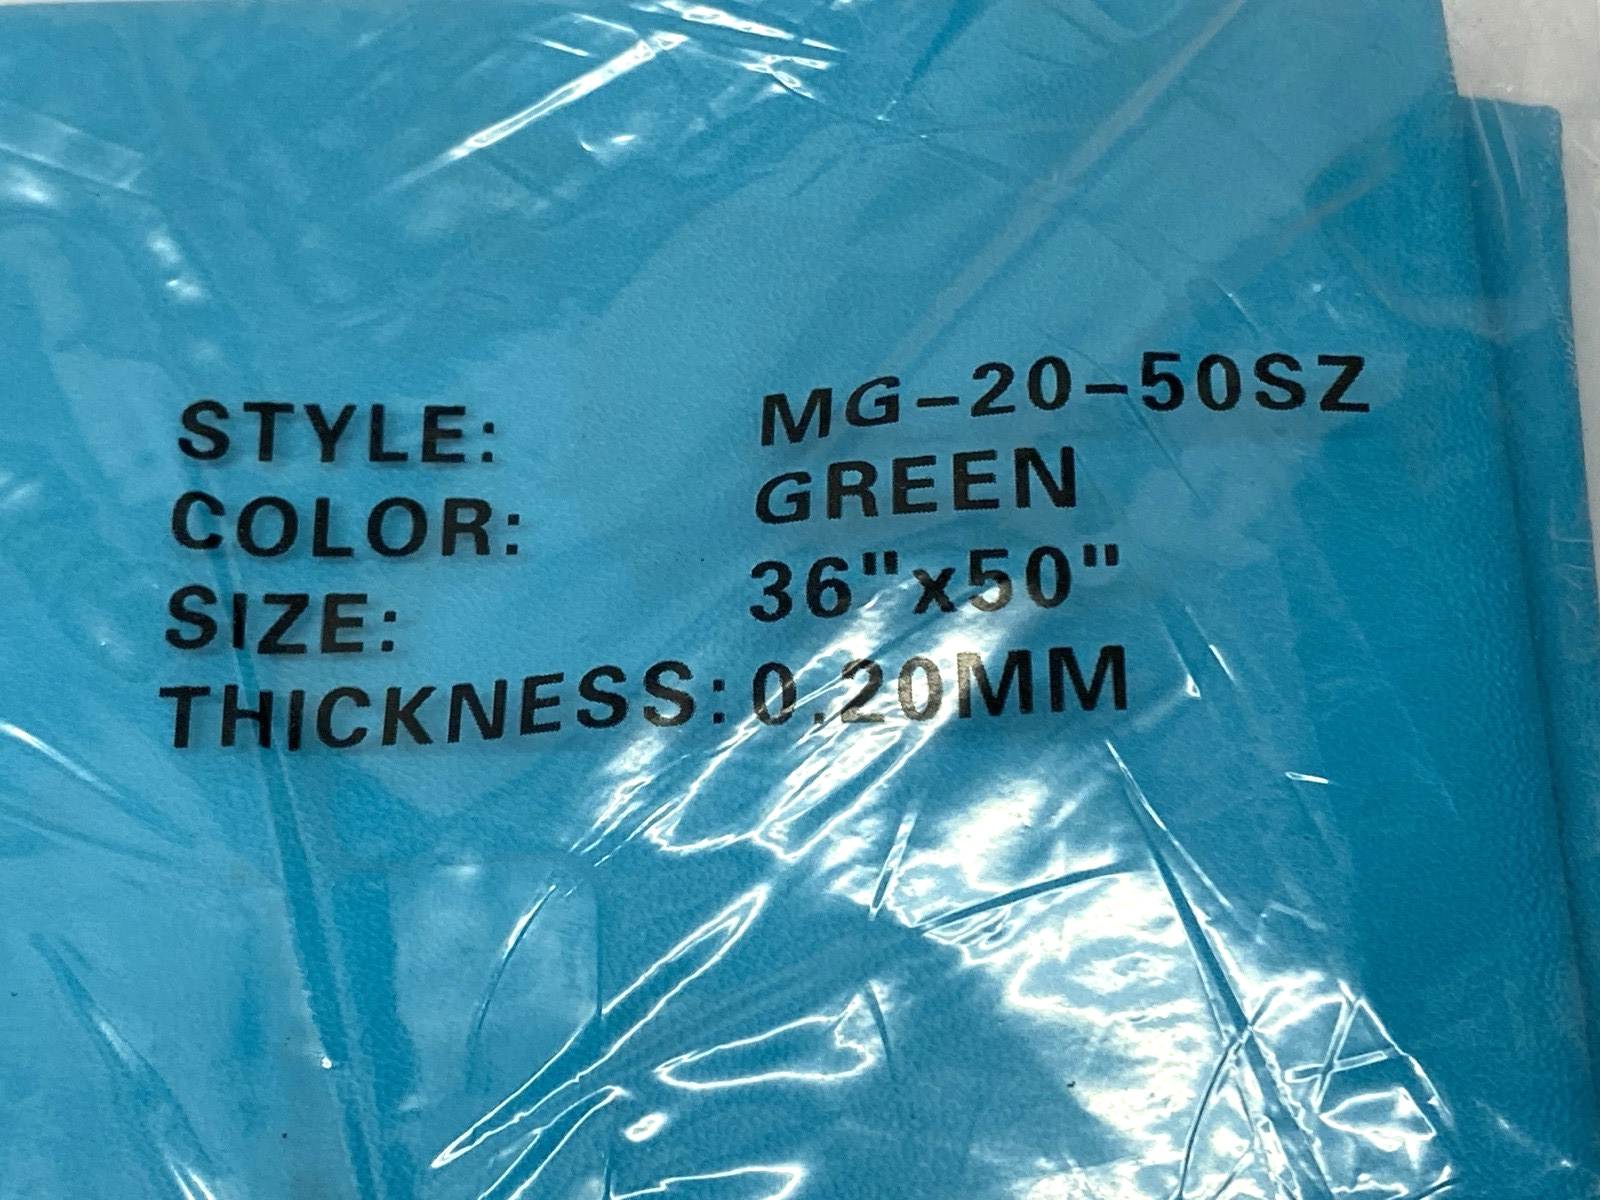 STYLE: MG-20-50SZ
COLOR: GREEN
SIZE: 36"x50"
THICKNESS: 0.20MM